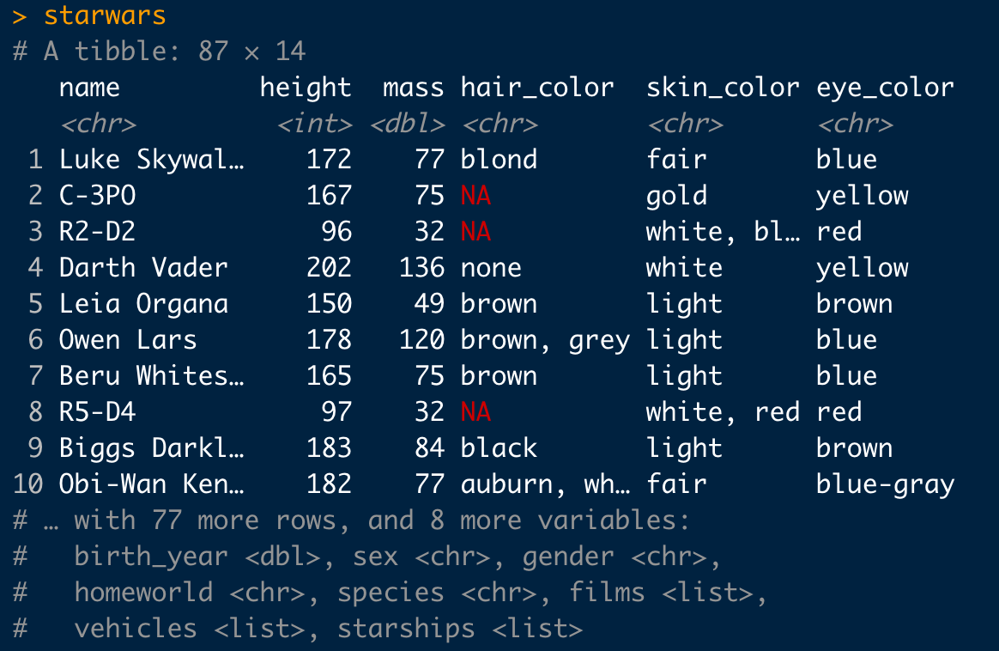 > starwars
# A tibble: 87 × 14
   name         height  mass hair_color  skin_color eye_color
   <chr>         <int> <dbl> <chr>       <chr>      <chr>
 1 Luke Skywal…    172    77 blond       fair       blue
 2 C-3PO           167    75 NA          gold       yellow
 3 R2-D2            96    32 NA          white, bl… red
 4 Darth Vader     202   136 none        white      yellow
 5 Leia Organa     150    49 brown       light      brown
 6 Owen Lars       178   120 brown, grey light      blue
 7 Beru Whites…    165    75 brown       light      blue
 8 R5-D4            97    32 NA          white, red red
 9 Biggs Darkl…    183    84 black       light      brown
10 Obi-Wan Ken…    182    77 auburn, wh… fair       blue-gray
# … with 77 more rows, and 8 more variables:
#   birth_year <dbl>, sex <chr>, gender <chr>,
#   homeworld <chr>, species <chr>, films <list>,
#   vehicles <list>, starships <list>